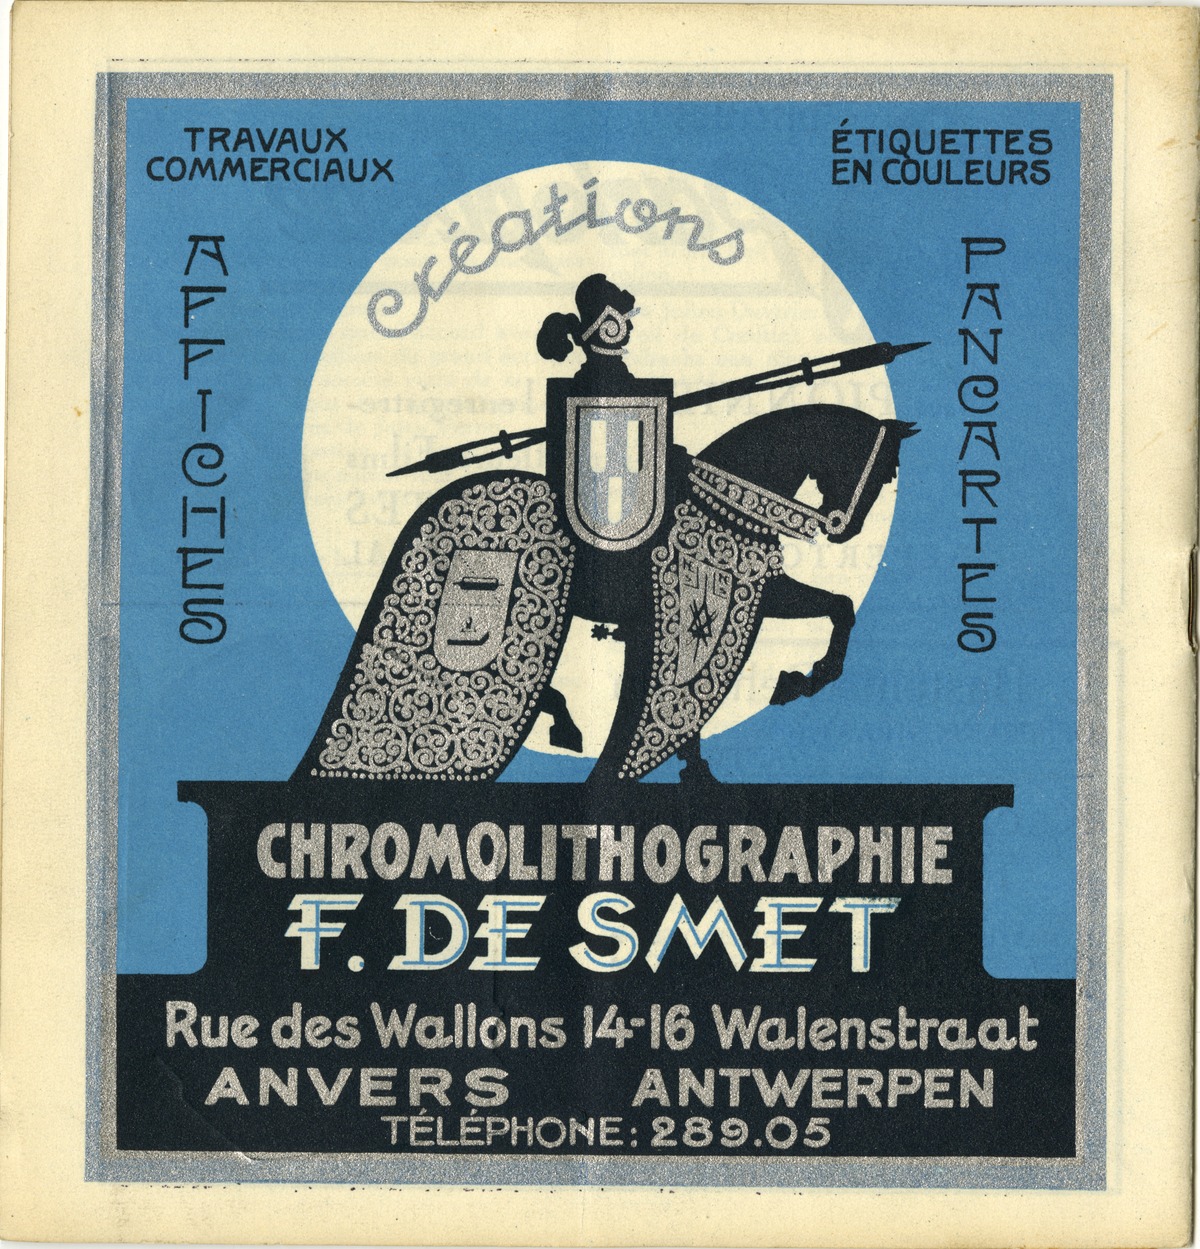 TRAVAUX
COMMERCIAUX
ÉTIQUETTES
EN COULEURS
créations
AFFICHES
PANCARTES
CHROMOLITHOGRAPHIE
F. DE SMET
Rue des Wallons 14-16 Walenstraat
ANVERS ANTWERPEN
TÉLÉPHONE: 289.05